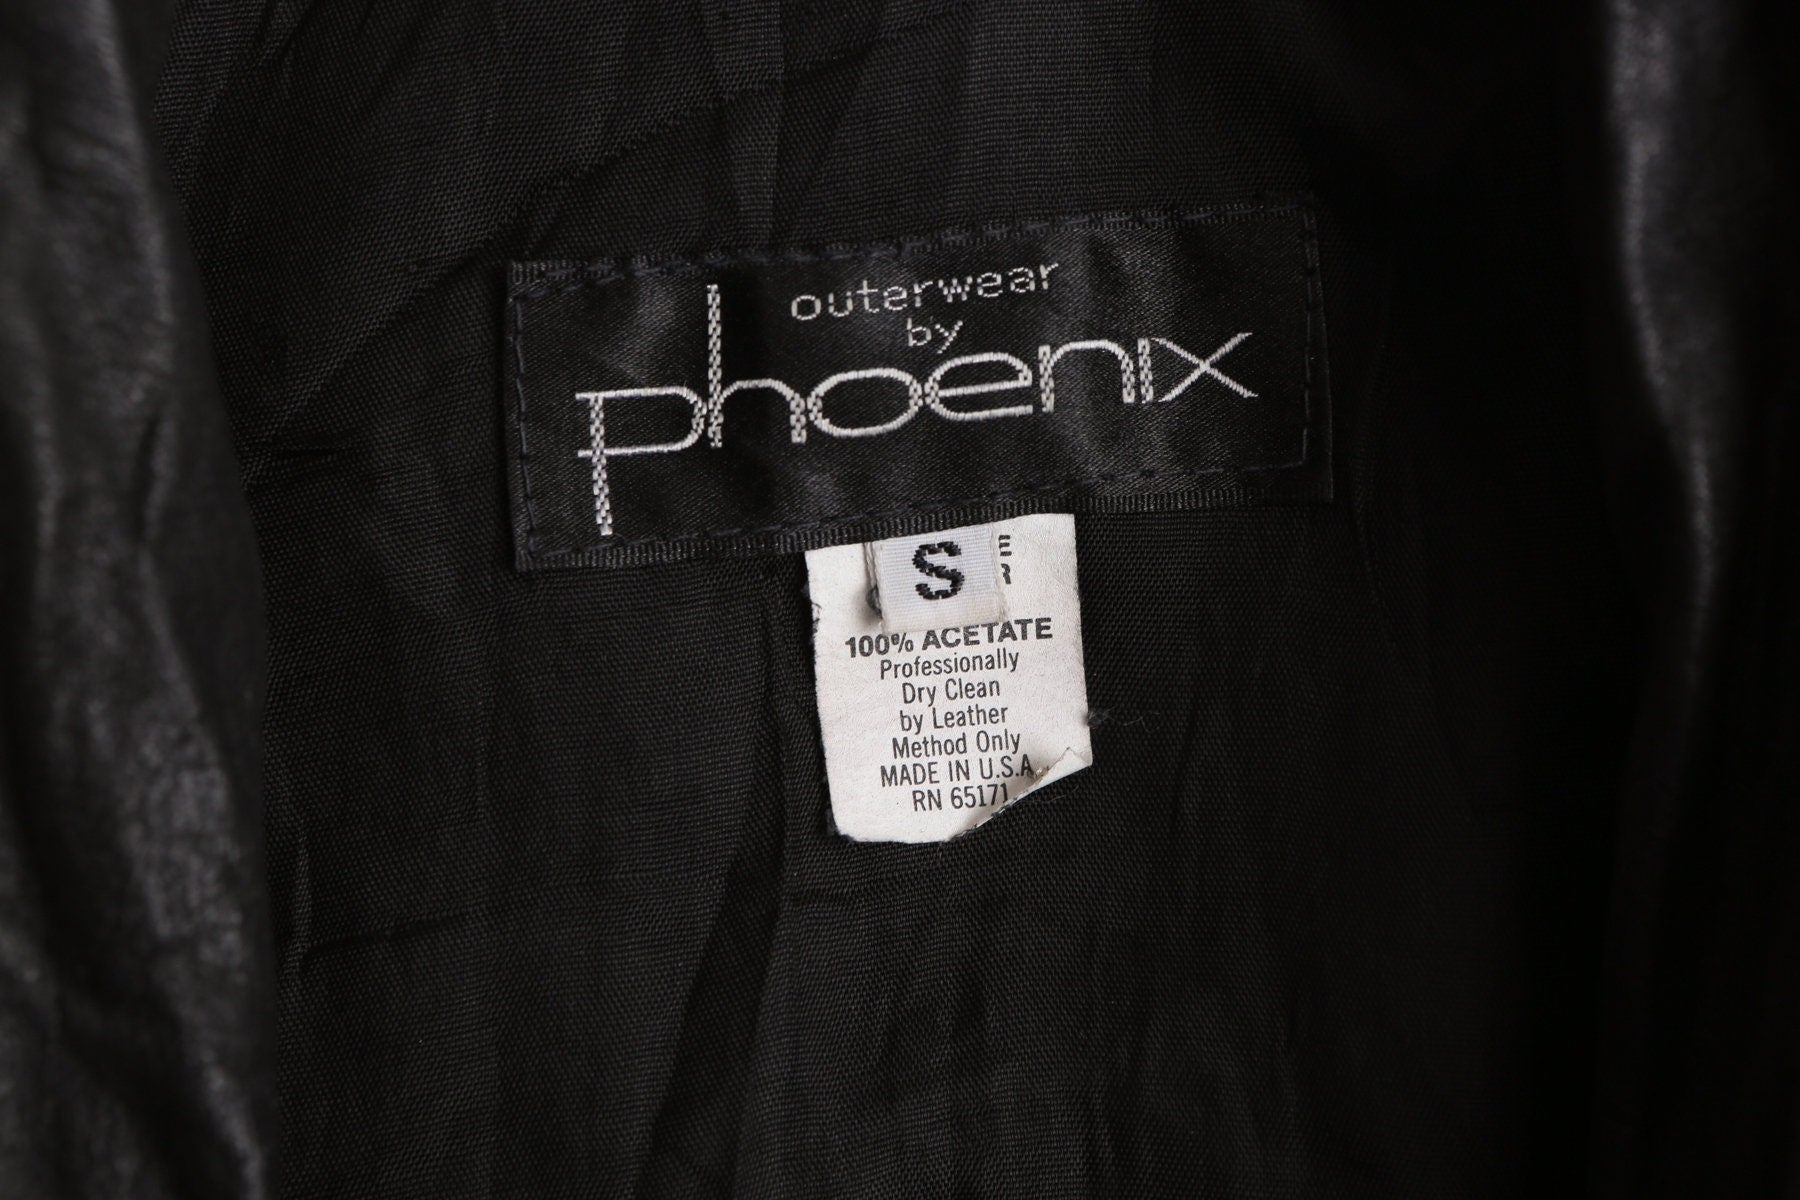 outerwear
by
phoenix
S
100% ACETATE
Professionally
Dry Clean
by Leather
Method Only
MADE IN U.S.A.
RN 65171